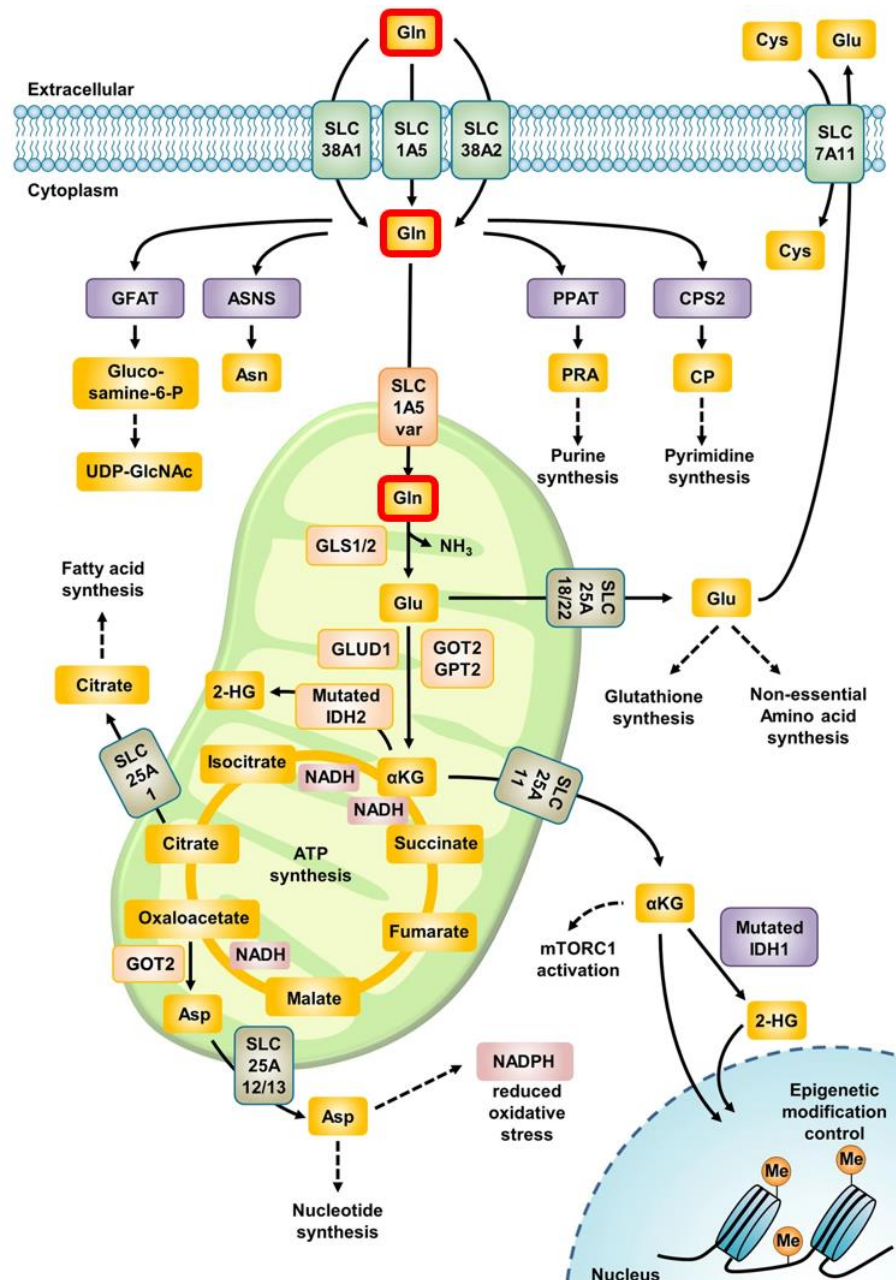 Gln
Cys
Glu
Extracellular
SLC
38A1
SLC
1A5
SLC
38A2
SLC
7A11
Cytoplasm
Gln
Cys
GFAT
ASNS
PPAT
CPS2
Gluco-
samine-6-P
Asn
PRA
CP
SLC
1A5
var
UDP-GlcNAc
Purine
synthesis
Pyrimidine
synthesis
Gln
GLS1/2
NH₃
Fatty acid
synthesis
Glu
SLC
25A
18/22
Glu
GLUD1
GOT2
GPT2
Citrate
2-HG
Mutated
IDH2
Glutathione
synthesis
Non-essential
Amino acid
synthesis
SLC
25A
1
Isocitrate
NADH
αKG
SLC
25A
11
NADH
Citrate
ATP
synthesis
Succinate
αKG
Mutated
IDH1
Oxaloacetate
Fumarate
mTORC1
activation
GOT2
NADH
Malate
Asp
2-HG
SLC
25A
12/13
NADPH
reduced
oxidative
stress
Asp
Epigenetic
modification
control
Me
Me
Nucleotide
synthesis
Me
Nucleus